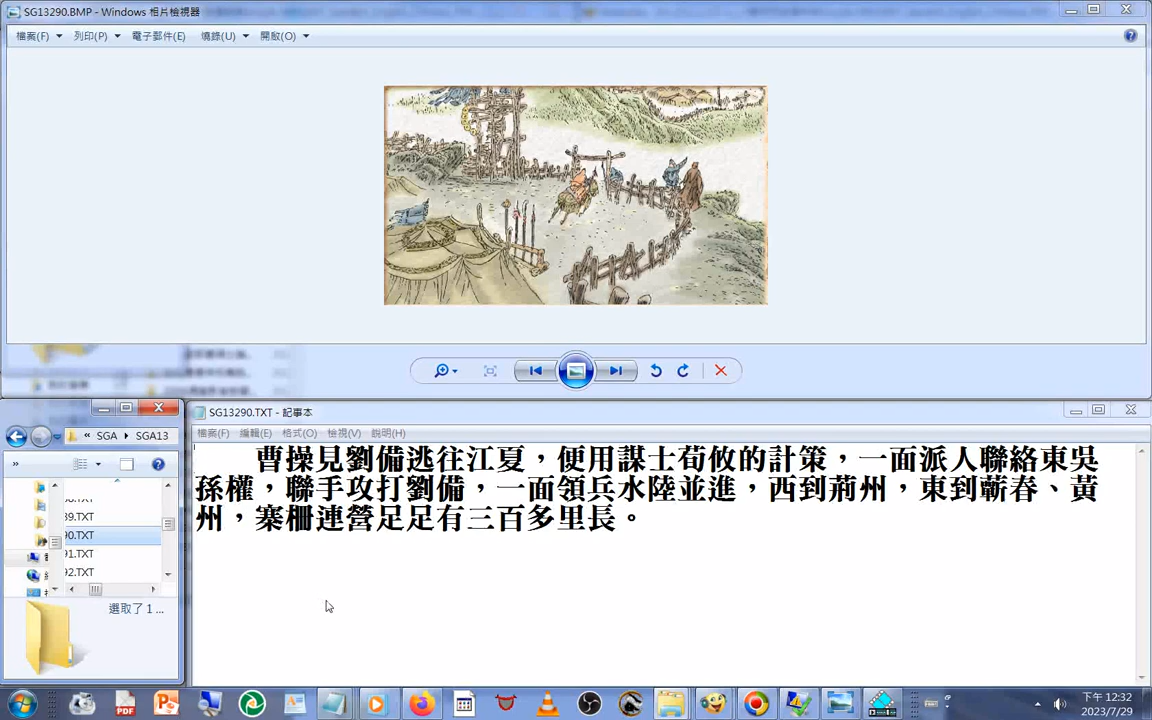 SG13290.BMP - Windows 相片檢視器
檔案(F) 列印(P) 電子郵件(E) 燒錄(U) 開啟(O)
SGA SGA13
SG13290.TXT - 記事本
檔案(F) 編輯(E) 格式(O) 檢視(V) 說明(H)
曹操見劉備逃往江夏，便用謀士荀攸的計策，一面派人聯絡東吳
孫權，聯手攻打劉備，一面領兵水陸並進，西到荊州，東到蘄春、黃
州，寨柵連營足足有三百多里長。
39.TXT
90.TXT
91.TXT
92.TXT
選取了 1 ...
下午 12:32
2023/7/29